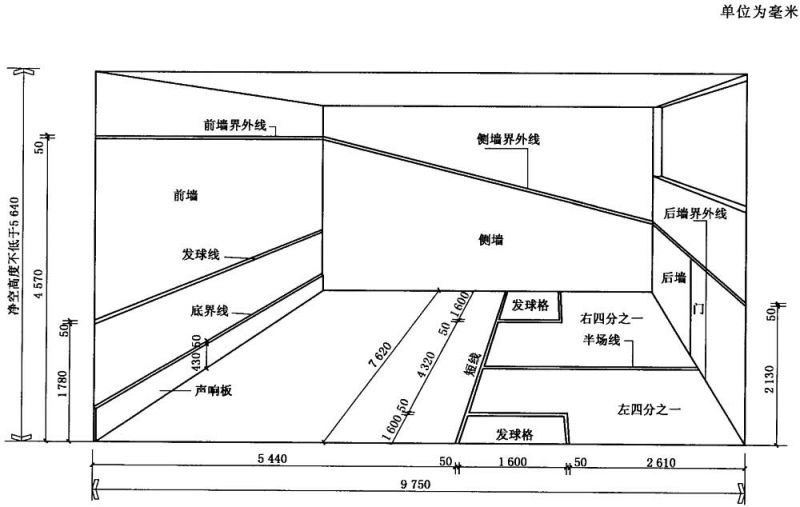 单位为毫米
前墙界外线
侧墙界外线
50
前墙
后墙界外线
净空高度不低于5 640
4 570
侧墙
发球线
后墙
门
底界线
发球格
1 600
50
右四分之一
50
50
半场线
7 620
4 320
短线
430
50
声响板
1 780
2 130
50
1 600
左四分之一
发球格
5 440
50
1 600
50
2 610
9 750